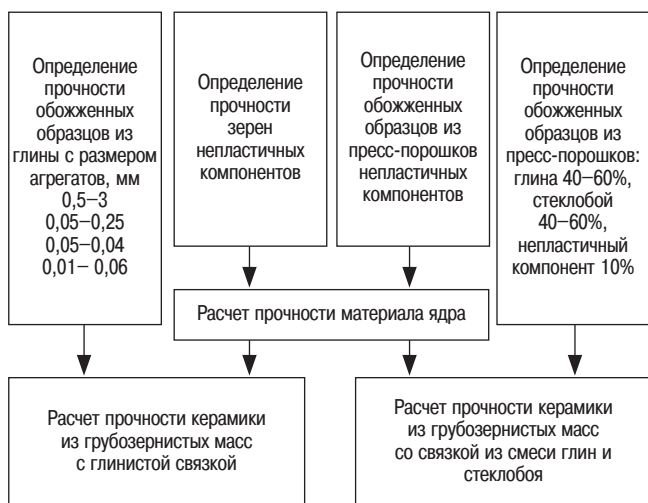 Определение
прочности
обожженных
образцов из
глины с размером
агрегатов, мм
0,5–3
0,05–0,25
0,05–0,04
0,01– 0,06
Определение
прочности
зерен
непластичных
компонентов
Определение
прочности
обожженных
образцов из
пресс-порошков
непластичных
компонентов
Определение
прочности
обожженных
образцов из
пресс-порошков:
глина 40–60%,
стеклобой
40–60%,
непластичный
компонент 10%
Расчет прочности материала ядра
Расчет прочности керамики
из грубозернистых масс
с глинистой связкой
Расчет прочности керамики
из грубозернистых масс
со связкой из смеси глин и
стеклобоя